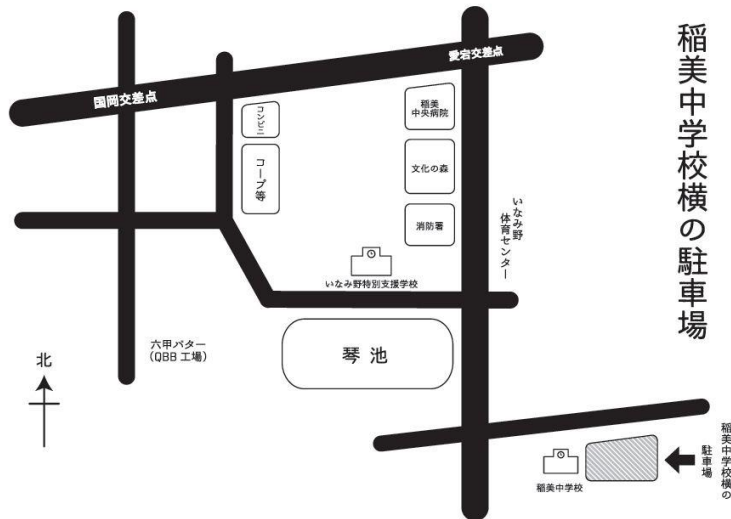 稲美中学校横の駐車場
愛宕交差点
国岡交差点
コンビニ
コープ等
稲美
中央病院
文化の森
消防署
いなみ野
体育センター
いなみ野特別支援学校
琴池
六甲バター
(QBB工場)
北
稲美中学校
稲美中学校横の
駐車場